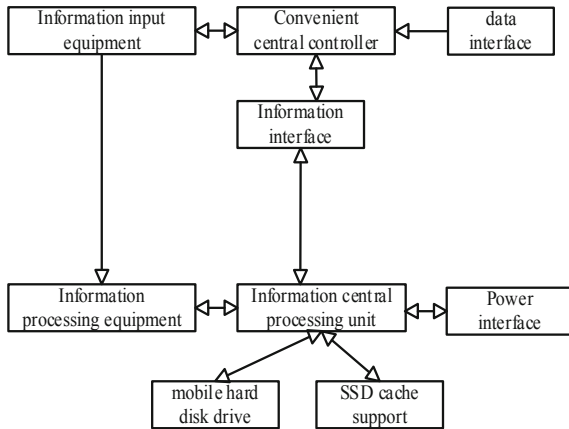 Information input
equipment
Convenient
central controller
data
interface
Information
interface
Information
processing equipment
Information central
processing unit
Power
interface
mobile hard
disk drive
SSD cache
support